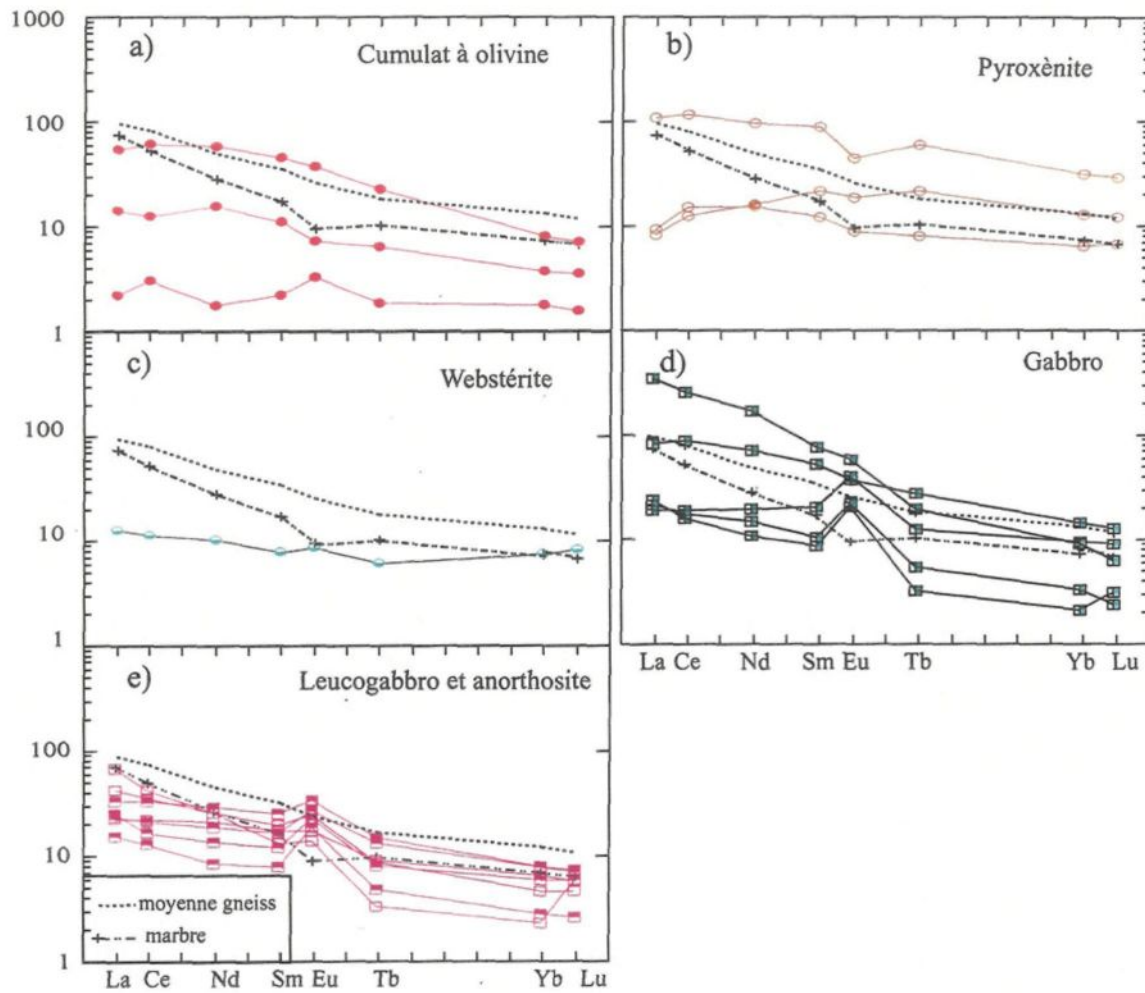 1000
100
10
1
a)
Cumulat à olivine
b)
Pyroxènite
c)
Webstérite
100
10
1
d)
Gabbro
La Ce Nd Sm Eu Tb Yb Lu
e)
Leucogabbro et anorthosite
100
10
1
moyenne gneiss
marbre
La Ce Nd Sm Eu Tb Yb Lu